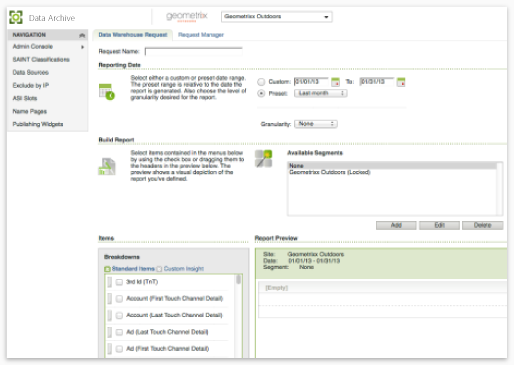 Data Archive
geometrixx
Geometrixx Outdoors
NAVIGATION
Admin Console
SAINT Classifications
Data Sources
Exclude by IP
ASI Slots
Name Pages
Publishing Widgets
Data Warehouse Request
Request Manager
Request Name:
Reporting Date
Select either a custom or preset date range.
The preset range is relative to the date
the report is generated. Also choose the level of
granularity desired for the report.
Custom: 01/01/13 To: 01/31/13
Preset: Last month
Granularity: None
Build Report
Select items contained in the menus below
by using the check box or dragging them to
the headers in the preview below. The
preview shows a visual depiction of the
report you've defined.
Available Segments
None
Geometrixx Outdoors (Locked)
Add
Edit
Delete
Items
Breakdowns
Standard Items
Custom Insight
3rd Id (TnT)
Account (First Touch Channel Detail)
Account (Last Touch Channel Detail)
Ad (Last Touch Channel Detail)
Ad (First Touch Channel Detail)
Report Preview
Site: Geometrixx Outdoors
Date: 01/01/13 - 01/31/13
Segment: None
[Empty]